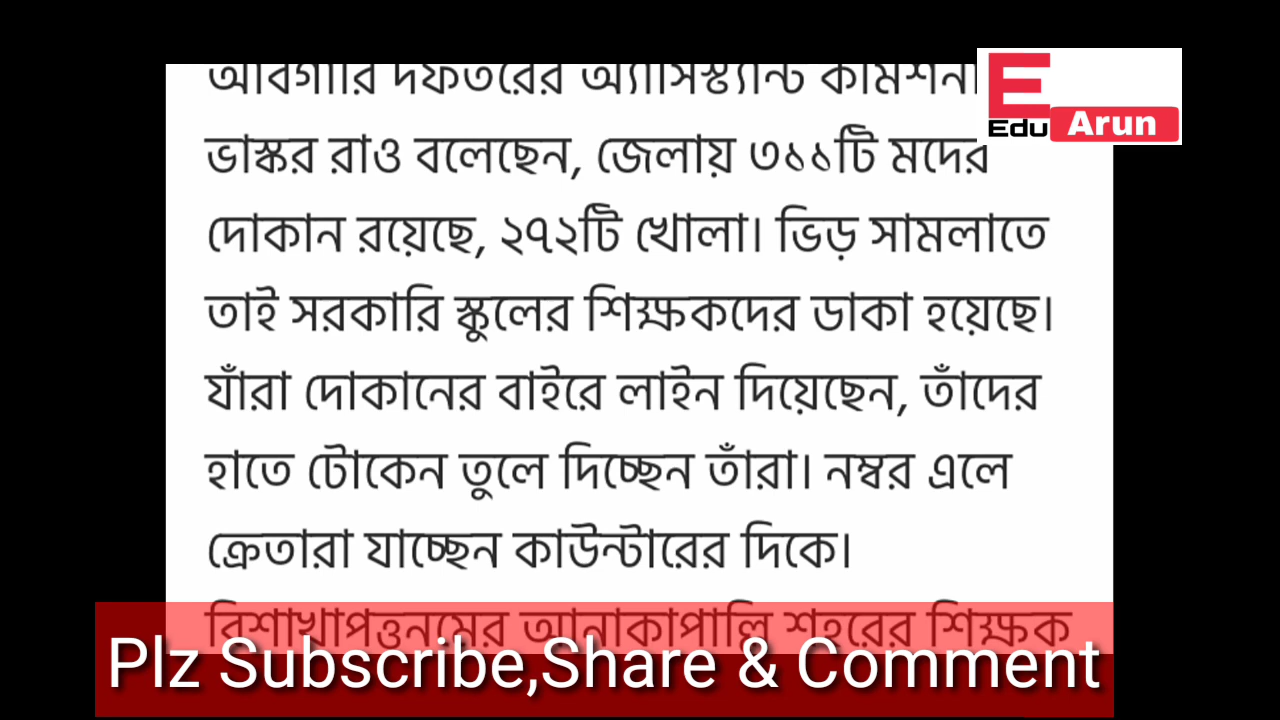 আবগারি দফতরের অ্যাসিস্ট্যান্ট কমিশনা
E
Edu Arun
ভাস্কর রাও বলেছেন, জেলায় ৩১১টি মদের
দোকান রয়েছে, ২৭২টি খোলা। ভিড় সামলাতে
তাই সরকারি স্কুলের শিক্ষকদের ডাকা হয়েছে।
যাঁরা দোকানের বাইরে লাইন দিয়েছেন, তাঁদের
হাতে টোকেন তুলে দিচ্ছেন তাঁরা। নম্বর এলে
ক্রেতারা যাচ্ছেন কাউন্টারের দিকে।
বিশাখাপত্তনমের আনাকাপাল্লি শহরের শিক্ষক
Plz Subscribe,Share & Comment